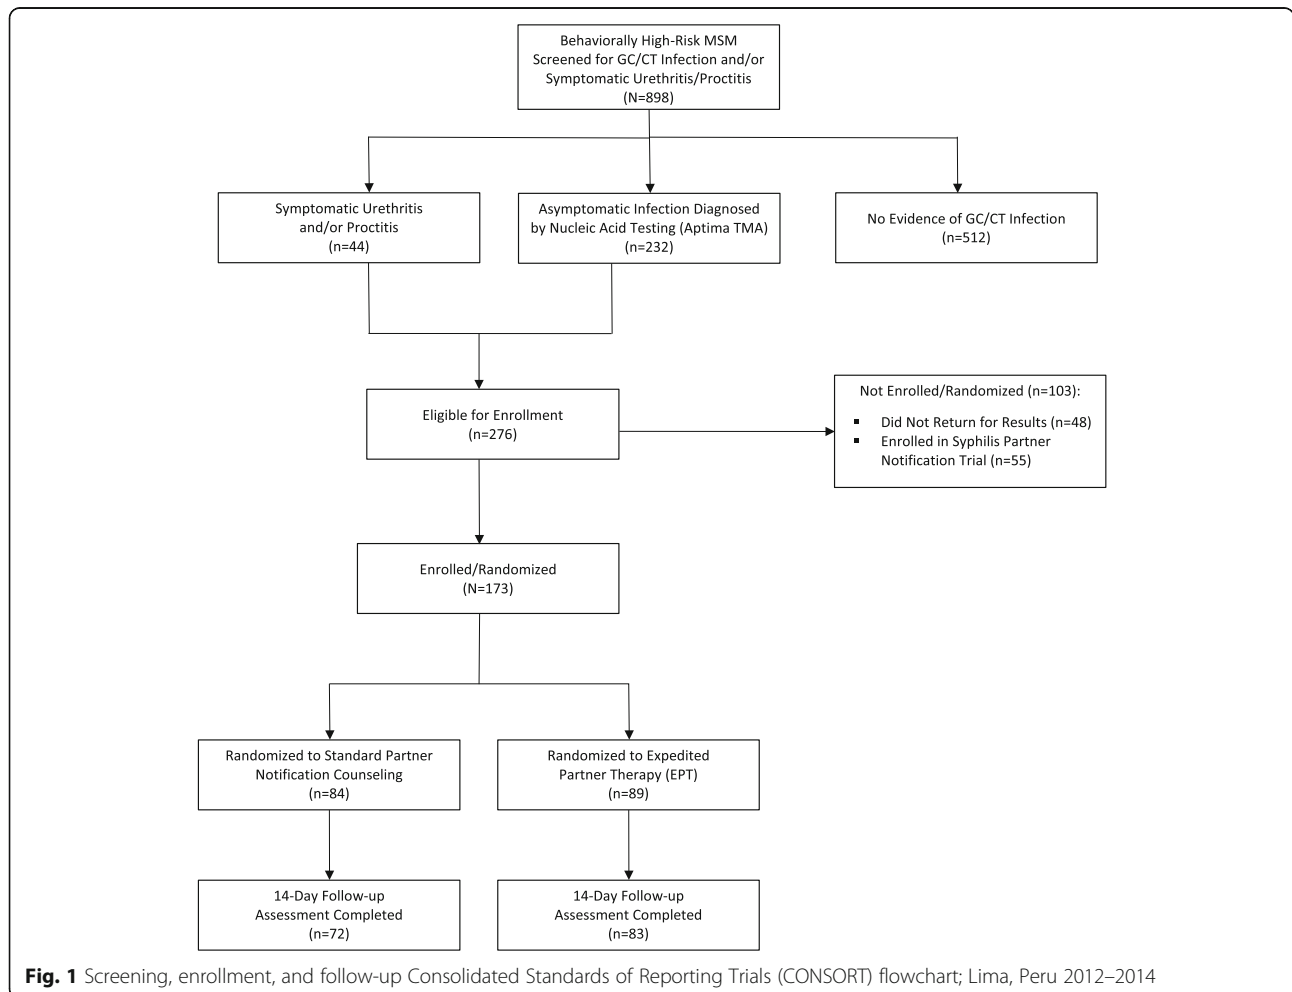 Behaviorally High-Risk MSM
Screened for GC/CT Infection and/or
Symptomatic Urethritis/Proctitis
(N=898)
Symptomatic Urethritis
and/or Proctitis
(n=44)
Asymptomatic Infection Diagnosed
by Nucleic Acid Testing (Aptima TMA)
(n=232)
No Evidence of GC/CT Infection
(n=512)
Eligible for Enrollment
(n=276)
Not Enrolled/Randomized (n=103):
▪ Did Not Return for Results (n=48)
▪ Enrolled in Syphilis Partner
Notification Trial (n=55)
Enrolled/Randomized
(N=173)
Randomized to Standard Partner
Notification Counseling
(n=84)
Randomized to Expedited
Partner Therapy (EPT)
(n=89)
14-Day Follow-up
Assessment Completed
(n=72)
14-Day Follow-up
Assessment Completed
(n=83)
Fig. 1 Screening, enrollment, and follow-up Consolidated Standards of Reporting Trials (CONSORT) flowchart; Lima, Peru 2012–2014